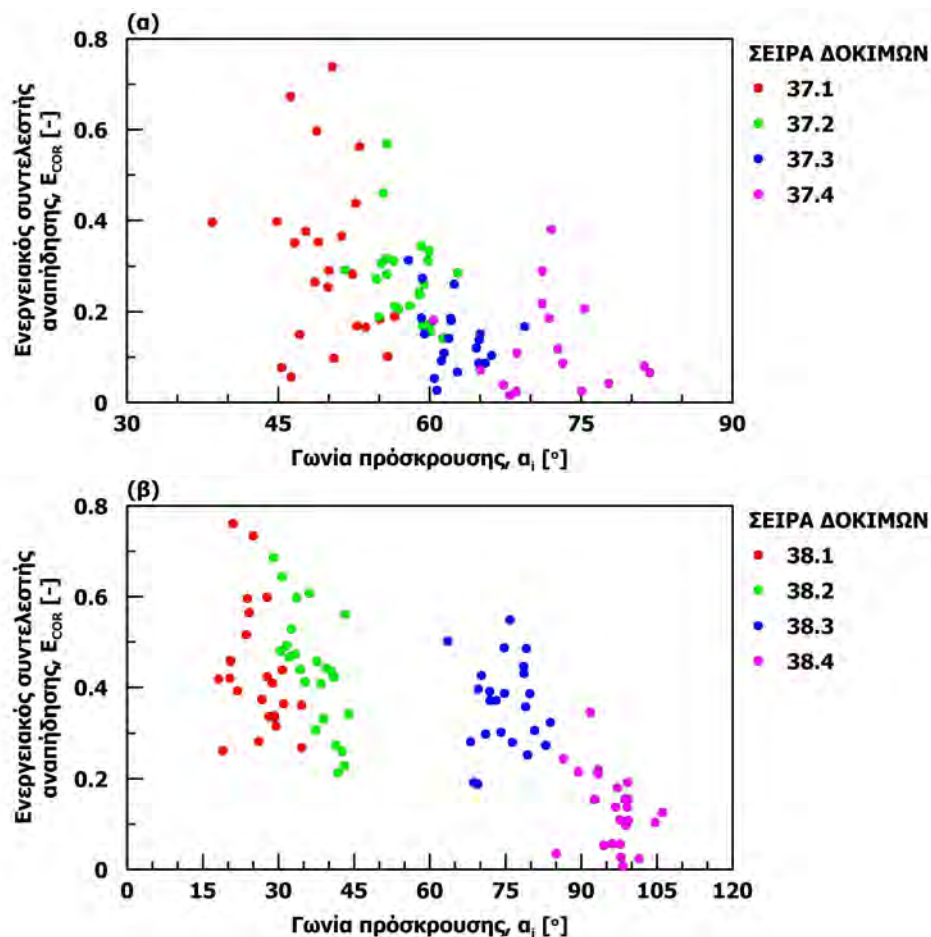 (α)
Ενεργειακός συντελεστής
αναπήδησης, E_COR [-]
0.8
0.6
0.4
0.2
0
30 45 60 75 90
Γωνία πρόσκρουσης, α_i [°]
ΣΕΙΡΑ ΔΟΚΙΜΩΝ
37.1
37.2
37.3
37.4
(β)
Ενεργειακός συντελεστής
αναπήδησης, E_COR [-]
0.8
0.6
0.4
0.2
0
0 15 30 45 60 75 90 105 120
Γωνία πρόσκρουσης, α_i [°]
ΣΕΙΡΑ ΔΟΚΙΜΩΝ
38.1
38.2
38.3
38.4